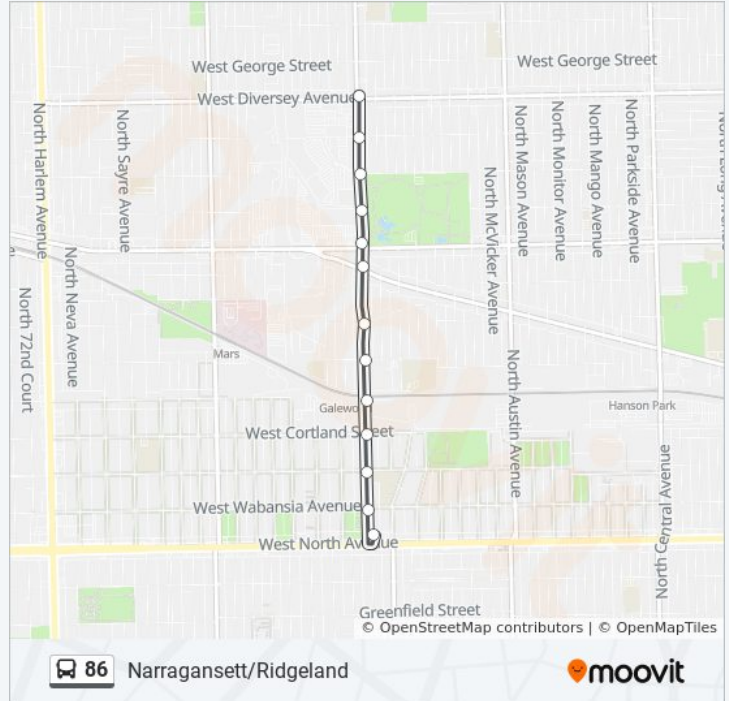 West George Street
West George Street
West Diversey Avenue
North Harlem Avenue
North Sayre Avenue
North Mason Avenue
North Monitor Avenue
North Mango Avenue
North Parkside Avenue
North McVicker Avenue
North Neva Avenue
North 72nd Court
Mars
North Austin Avenue
Galewo
Hanson Park
West Cortland Street
North Central Avenue
West Wabansia Avenue
West North Avenue
Greenfield Street
© OpenStreetMap contributors | © OpenMapTiles
86 Narragansett/Ridgeland
moovit